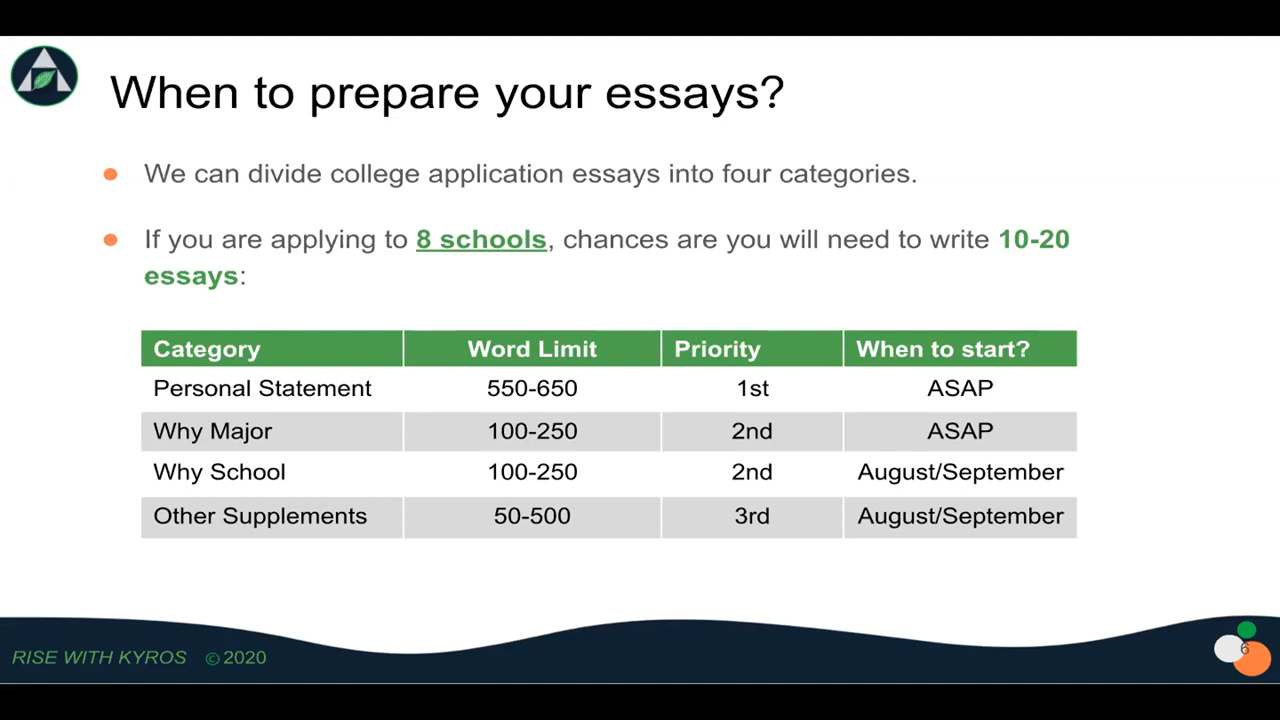 When to prepare your essays?
We can divide college application essays into four categories.
If you are applying to 8 schools, chances are you will need to write 10-20
essays:
Category Word Limit Priority When to start?
Personal Statement 550-650 1st ASAP
Why Major 100-250 2nd ASAP
Why School 100-250 2nd August/September
Other Supplements 50-500 3rd August/September
RISE WITH KYROS © 2020
6